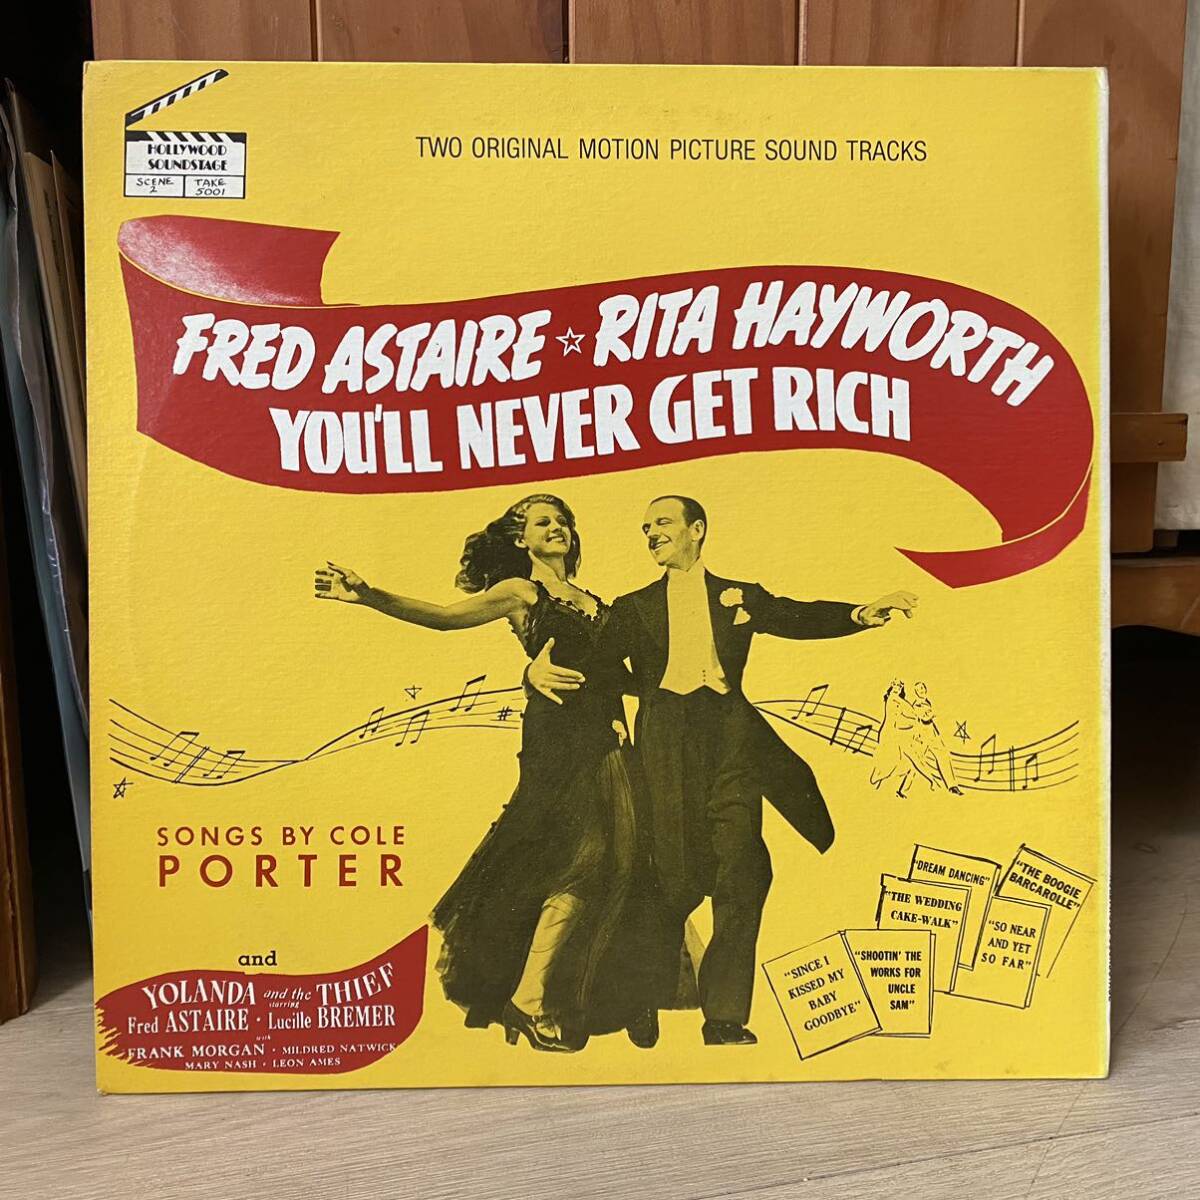 HOLLYWOOD
SOUNDSTAGE
SCENE
2
TAKE
5001
TWO ORIGINAL MOTION PICTURE SOUND TRACKS
FRED ASTAIRE ☆ RITA HAYWORTH
YOU'LL NEVER GET RICH
SONGS BY COLE
PORTER
and
YOLANDA and the THIEF
starring
Fred ASTAIRE · Lucille BREMER
with
FRANK MORGAN · MILDRED NATWICK
MARY NASH · LEON AMES
"DREAM DANCING"
"THE BOOGIE
BARCAROLLE"
"THE WEDDING
CAKE-WALK"
"SO NEAR
AND YET
SO FAR"
"SINCE I
KISSED MY
BABY
GOODBYE"
"SHOOTIN' THE
WORKS FOR
UNCLE
SAM"